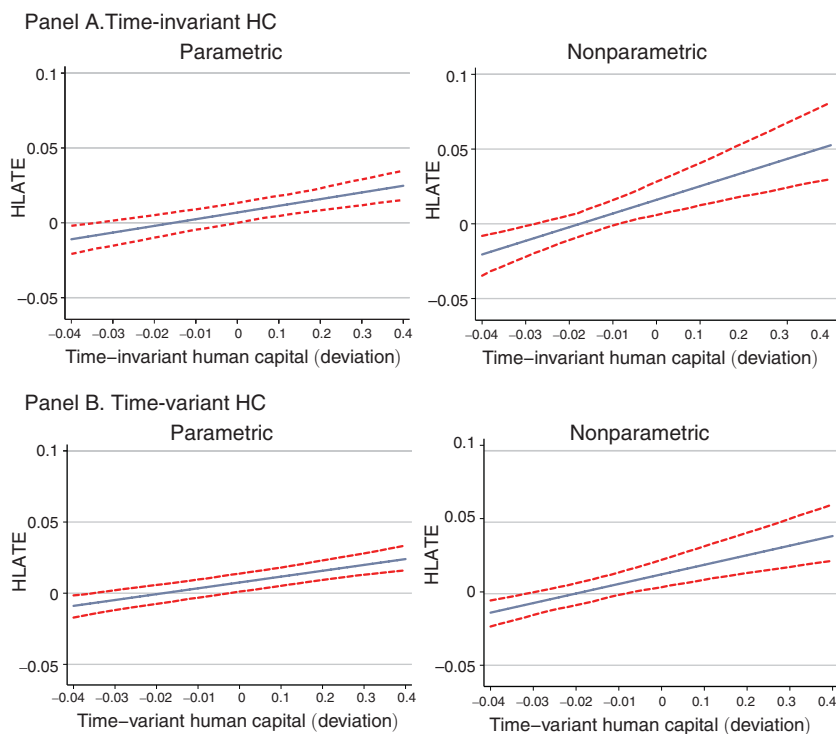 Panel A.Time-invariant HC
Parametric
0.1
0.05
0
−0.05
HLATE
−0.04 −0.03 −0.02 −0.01 0 0.1 0.2 0.3 0.4
Time−invariant human capital (deviation)
Nonparametric
0.1
0.05
0
−0.05
HLATE
−0.04 −0.03 −0.02 −0.01 0 0.1 0.2 0.3 0.4
Time−invariant human capital (deviation)
Panel B. Time-variant HC
Parametric
0.1
0.05
0
−0.05
HLATE
−0.04 −0.03 −0.02 −0.01 0 0.1 0.2 0.3 0.4
Time−variant human capital (deviation)
Nonparametric
0.1
0.05
0
−0.05
HLATE
−0.04 −0.03 −0.02 −0.01 0 0.1 0.2 0.3 0.4
Time−variant human capital (deviation)